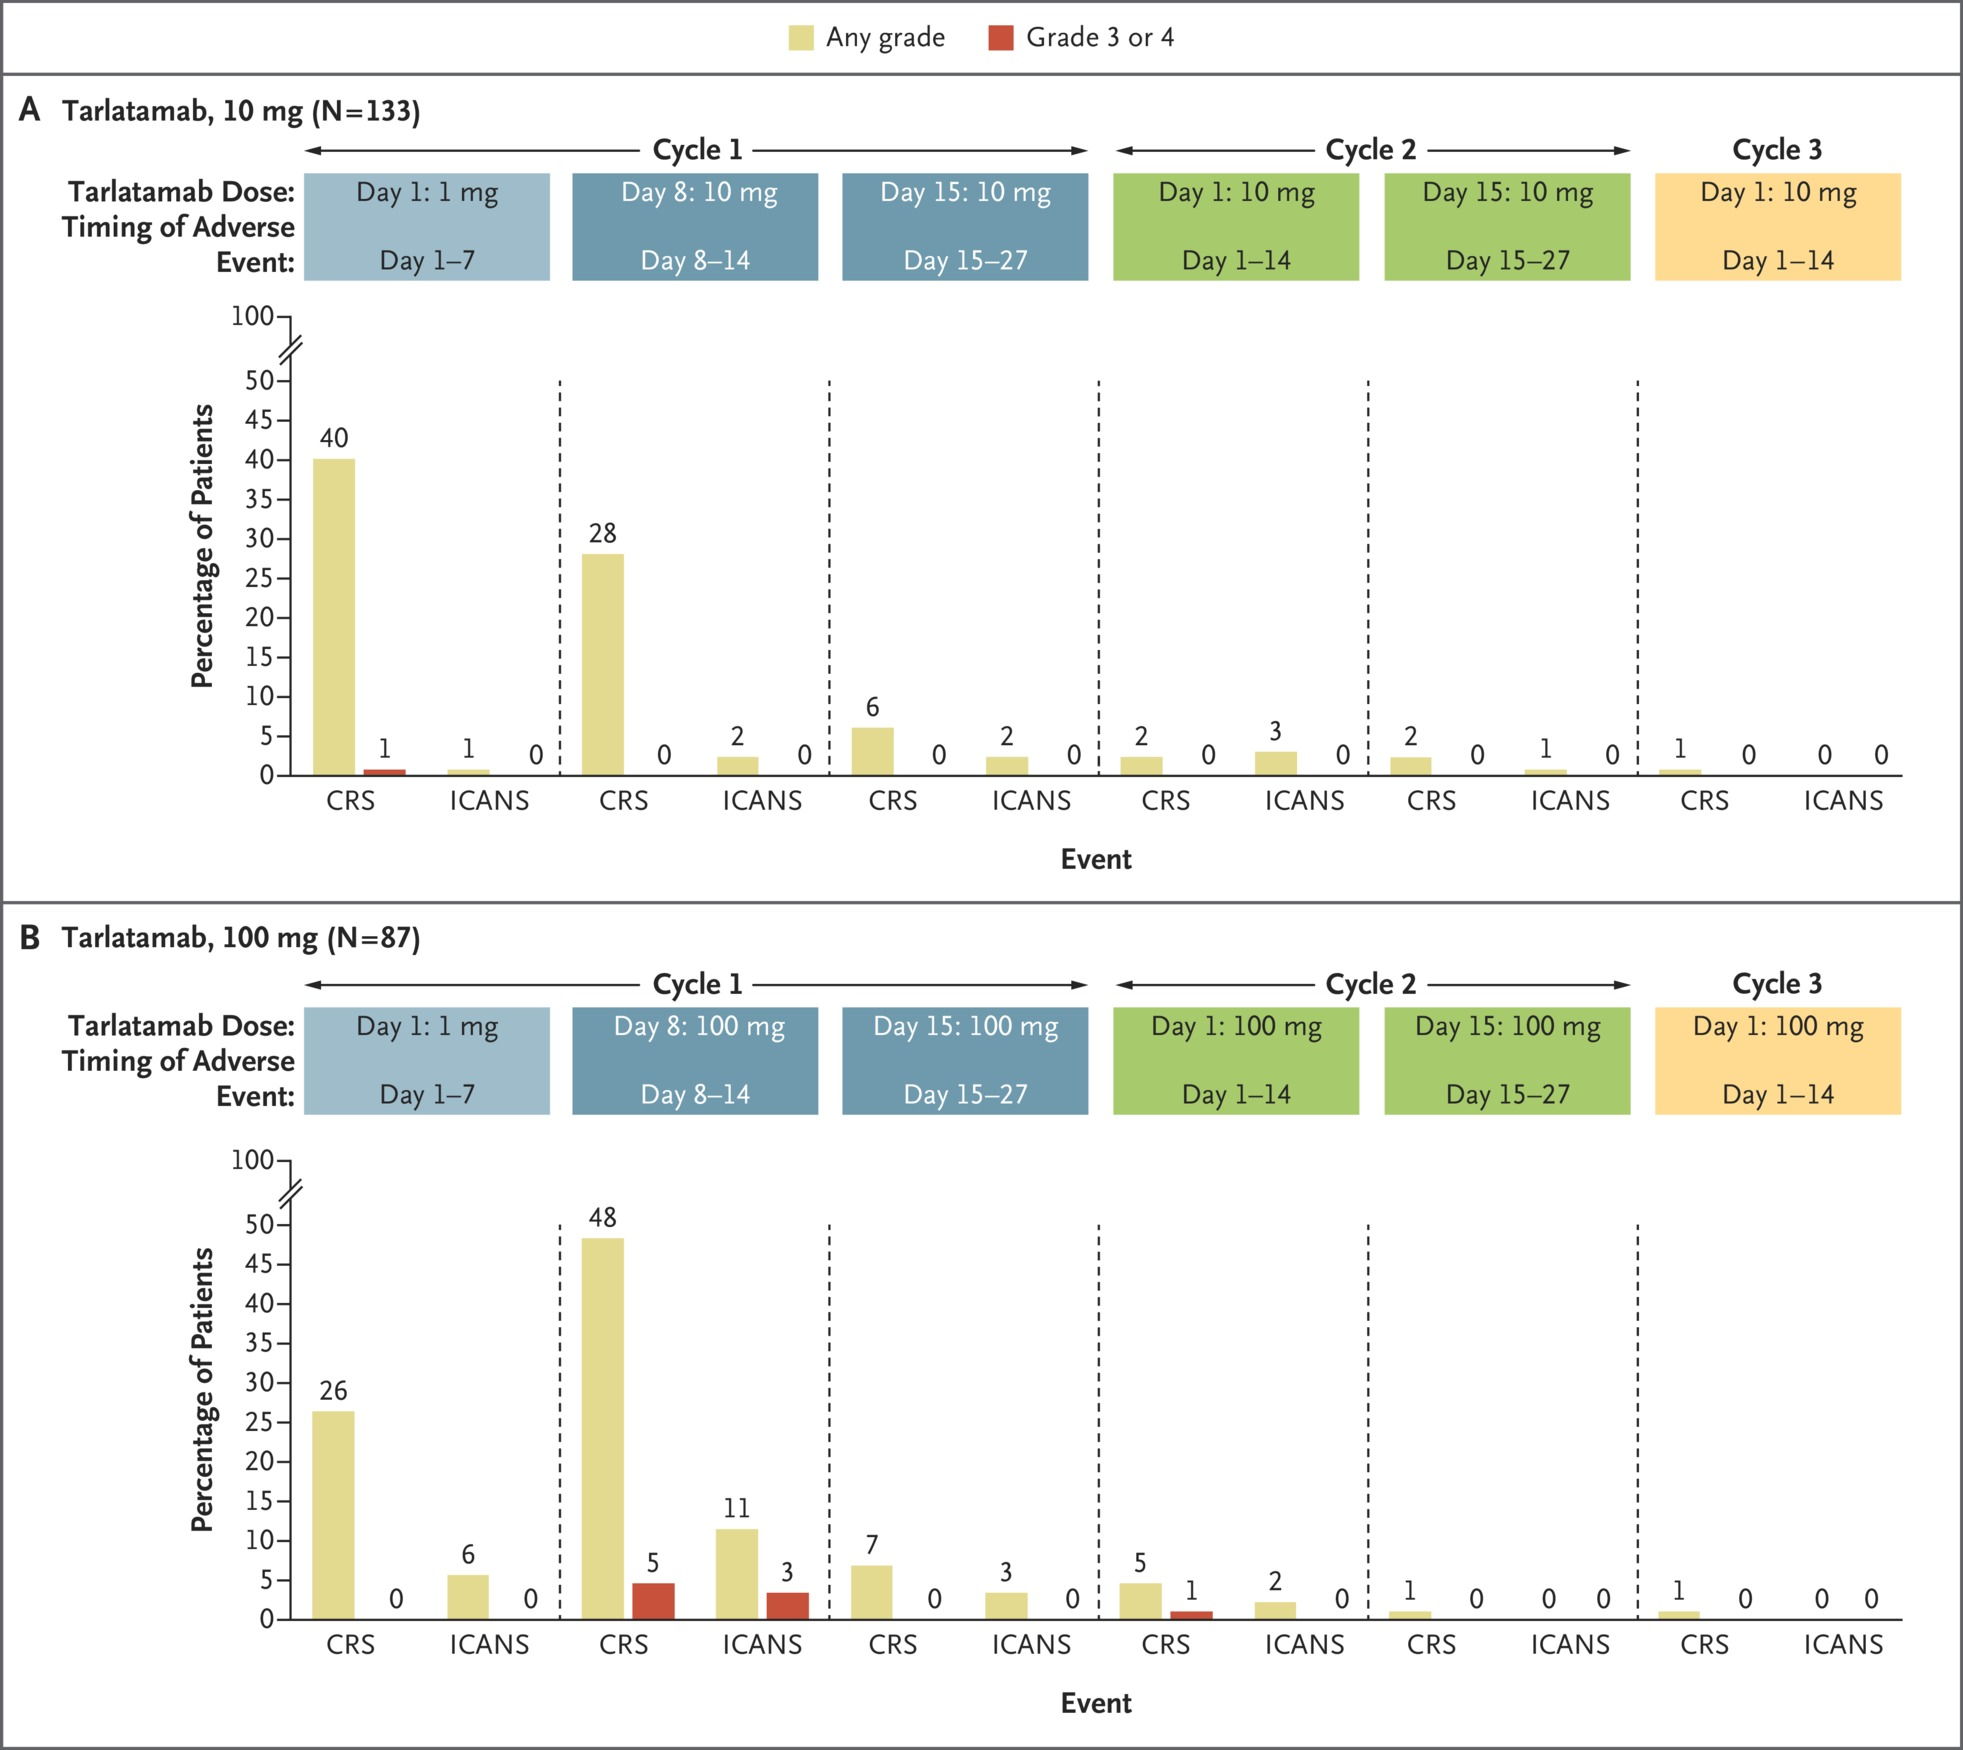 Any grade
Grade 3 or 4
A Tarlatamab, 10 mg (N=133)
Cycle 1
Cycle 2
Cycle 3
Tarlatamab Dose:
Day 1: 1 mg
Day 8: 10 mg
Day 15: 10 mg
Day 1: 10 mg
Day 15: 10 mg
Day 1: 10 mg
Timing of Adverse
Event:
Day 1–7
Day 8–14
Day 15–27
Day 1–14
Day 15–27
Day 1–14
Percentage of Patients
100
50
45
40
35
30
25
20
15
10
5
0
40
1
1
0
28
0
2
0
6
0
2
0
2
0
3
0
2
0
1
0
1
0
0
0
CRS
ICANS
CRS
ICANS
CRS
ICANS
CRS
ICANS
CRS
ICANS
CRS
ICANS
Event
B Tarlatamab, 100 mg (N=87)
Cycle 1
Cycle 2
Cycle 3
Tarlatamab Dose:
Day 1: 1 mg
Day 8: 100 mg
Day 15: 100 mg
Day 1: 100 mg
Day 15: 100 mg
Day 1: 100 mg
Timing of Adverse
Event:
Day 1–7
Day 8–14
Day 15–27
Day 1–14
Day 15–27
Day 1–14
Percentage of Patients
100
50
45
40
35
30
25
20
15
10
5
0
26
0
6
0
48
5
11
3
7
0
3
0
5
1
2
0
1
0
0
0
1
0
0
0
CRS
ICANS
CRS
ICANS
CRS
ICANS
CRS
ICANS
CRS
ICANS
CRS
ICANS
Event